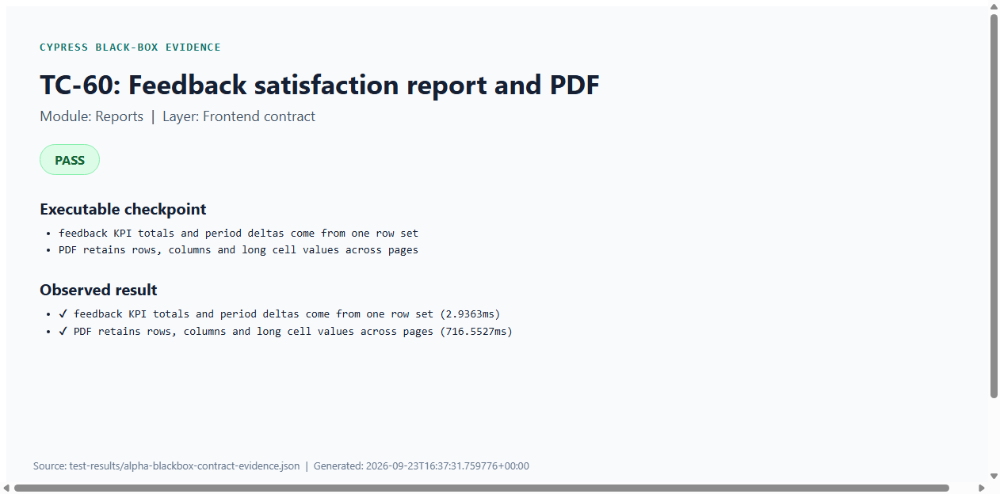 CYPRESS BLACK-BOX EVIDENCE
TC-60: Feedback satisfaction report and PDF
Module: Reports | Layer: Frontend contract
PASS
Executable checkpoint
• feedback KPI totals and period deltas come from one row set
• PDF retains rows, columns and long cell values across pages
Observed result
• ✓ feedback KPI totals and period deltas come from one row set (2.9363ms)
• ✓ PDF retains rows, columns and long cell values across pages (716.5527ms)
Source: test-results/alpha-blackbox-contract-evidence.json | Generated: 2026-09-23T16:37:31.759776+00:00